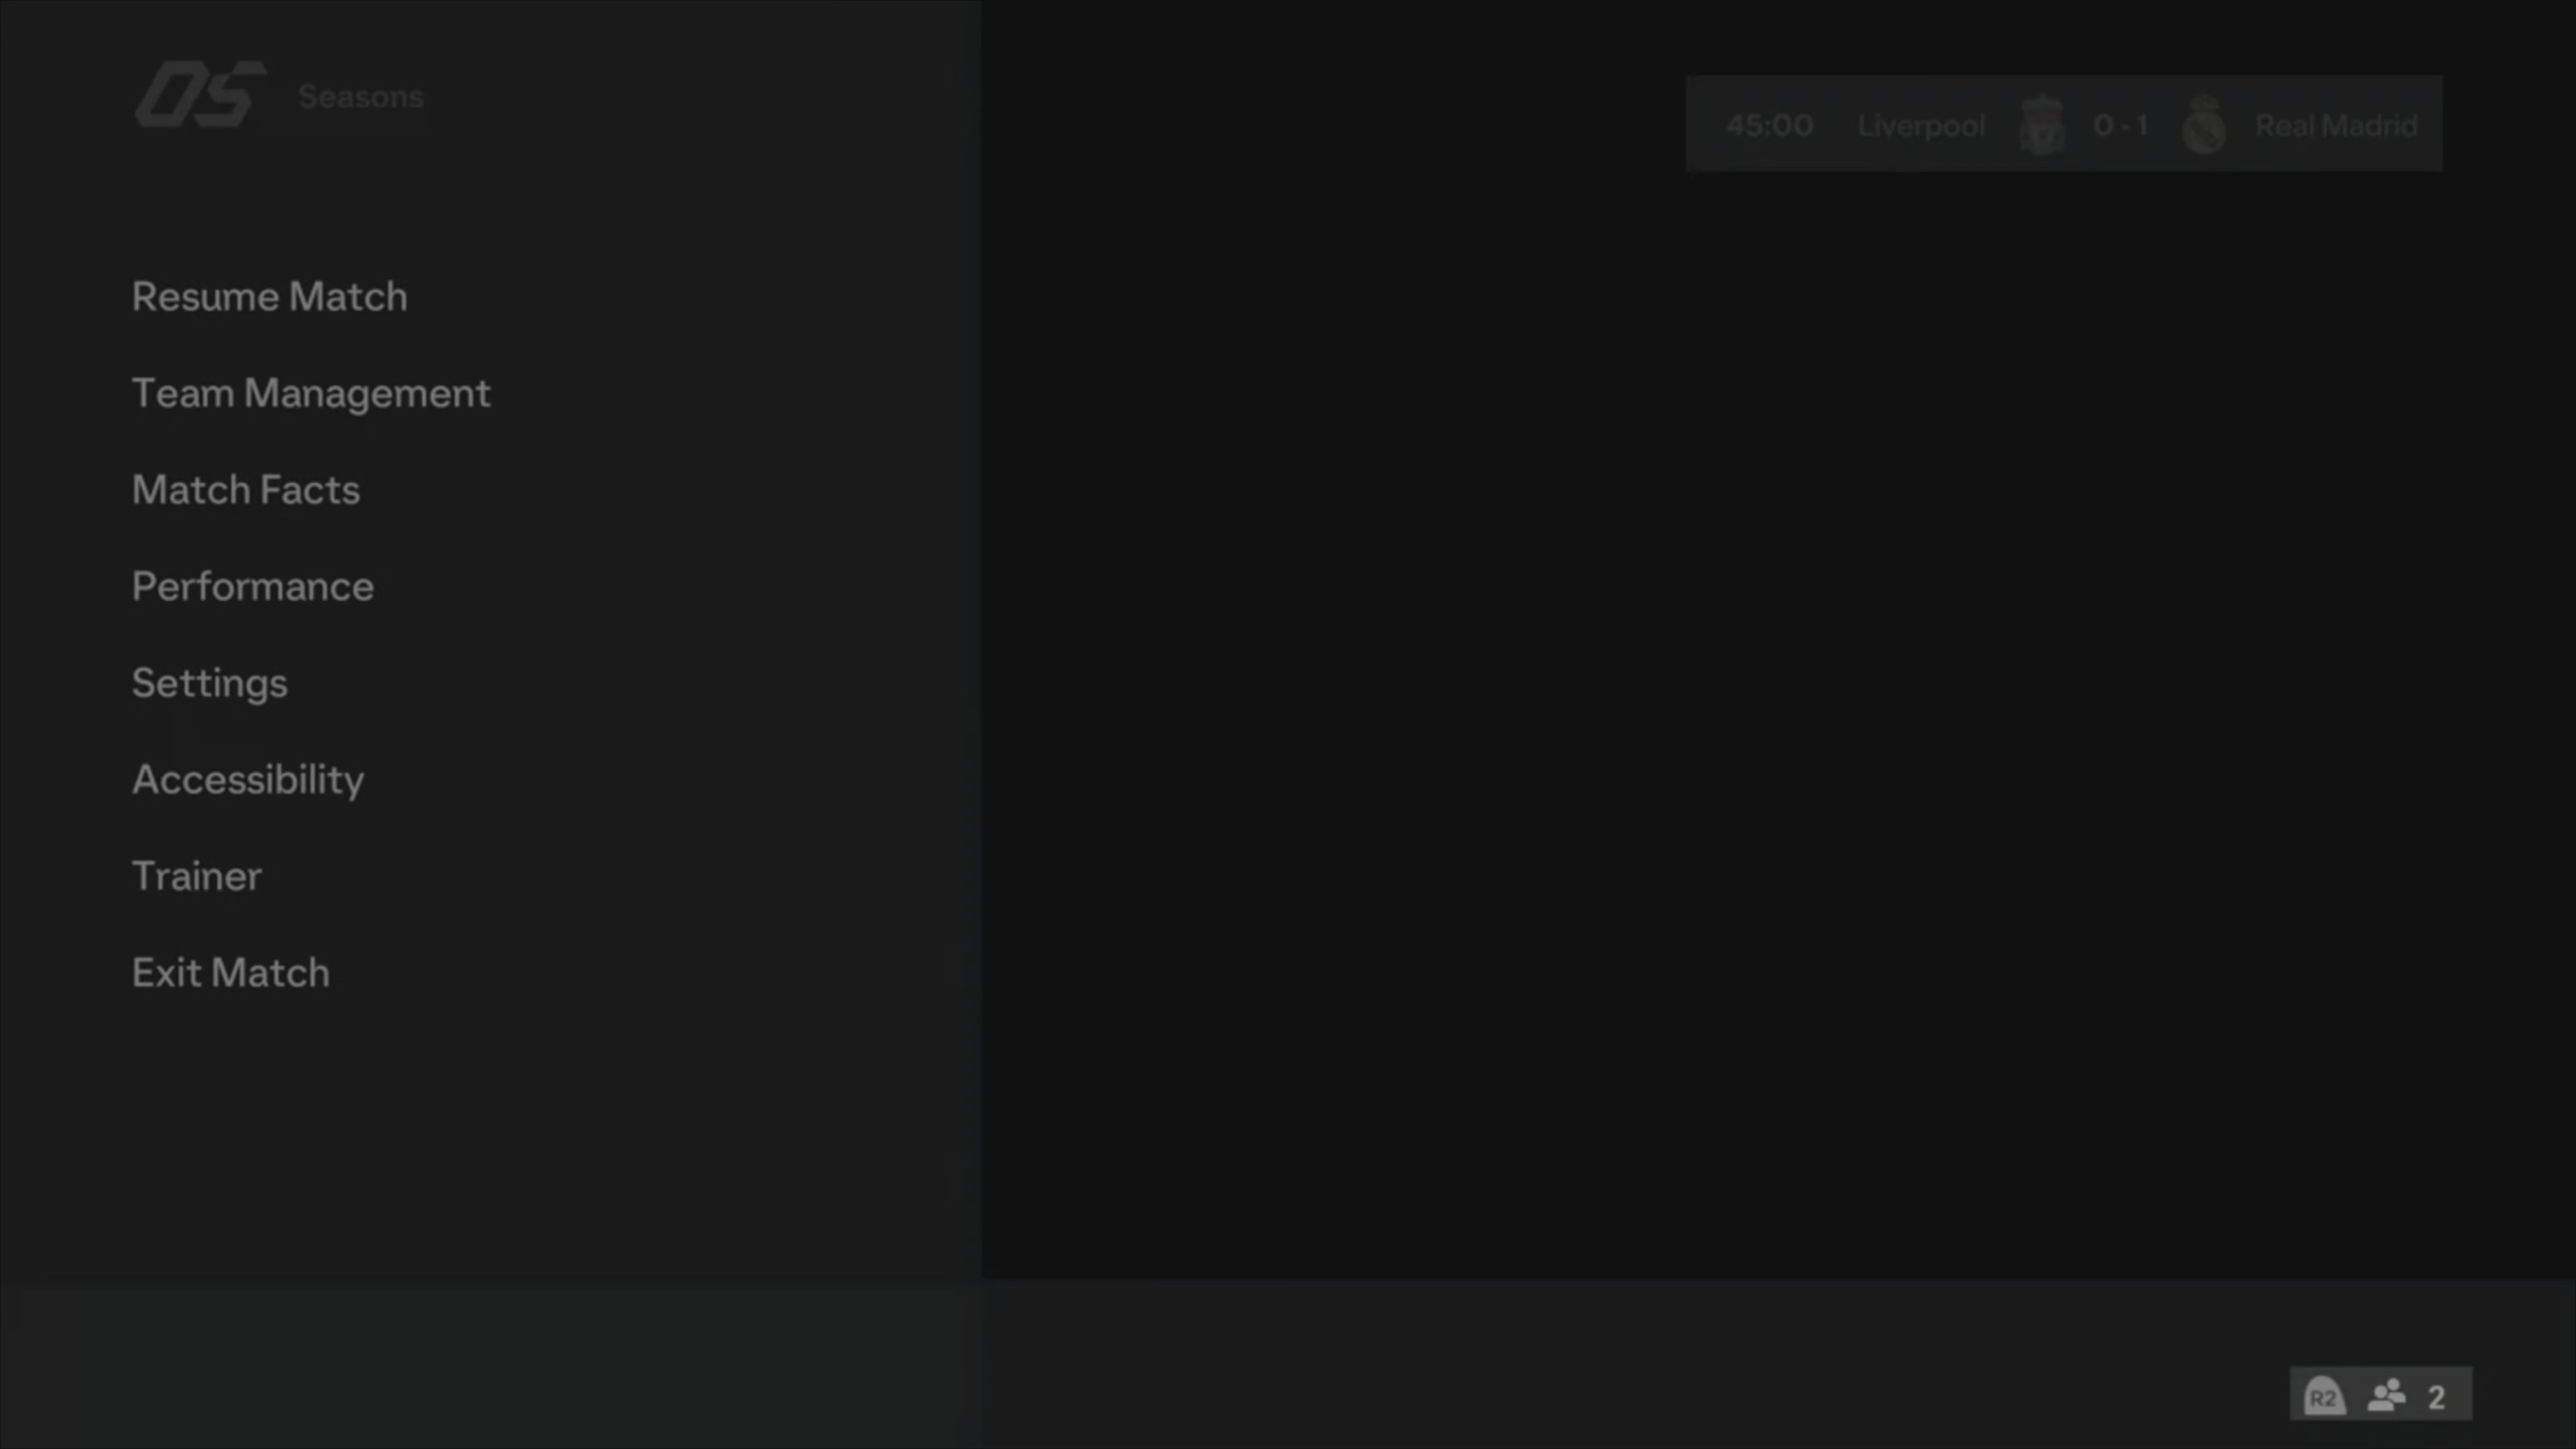 OS Seasons
45:00 Liverpool 0 - 1 Real Madrid
Resume Match
Team Management
Match Facts
Performance
Settings
Accessibility
Trainer
Exit Match
R2 2